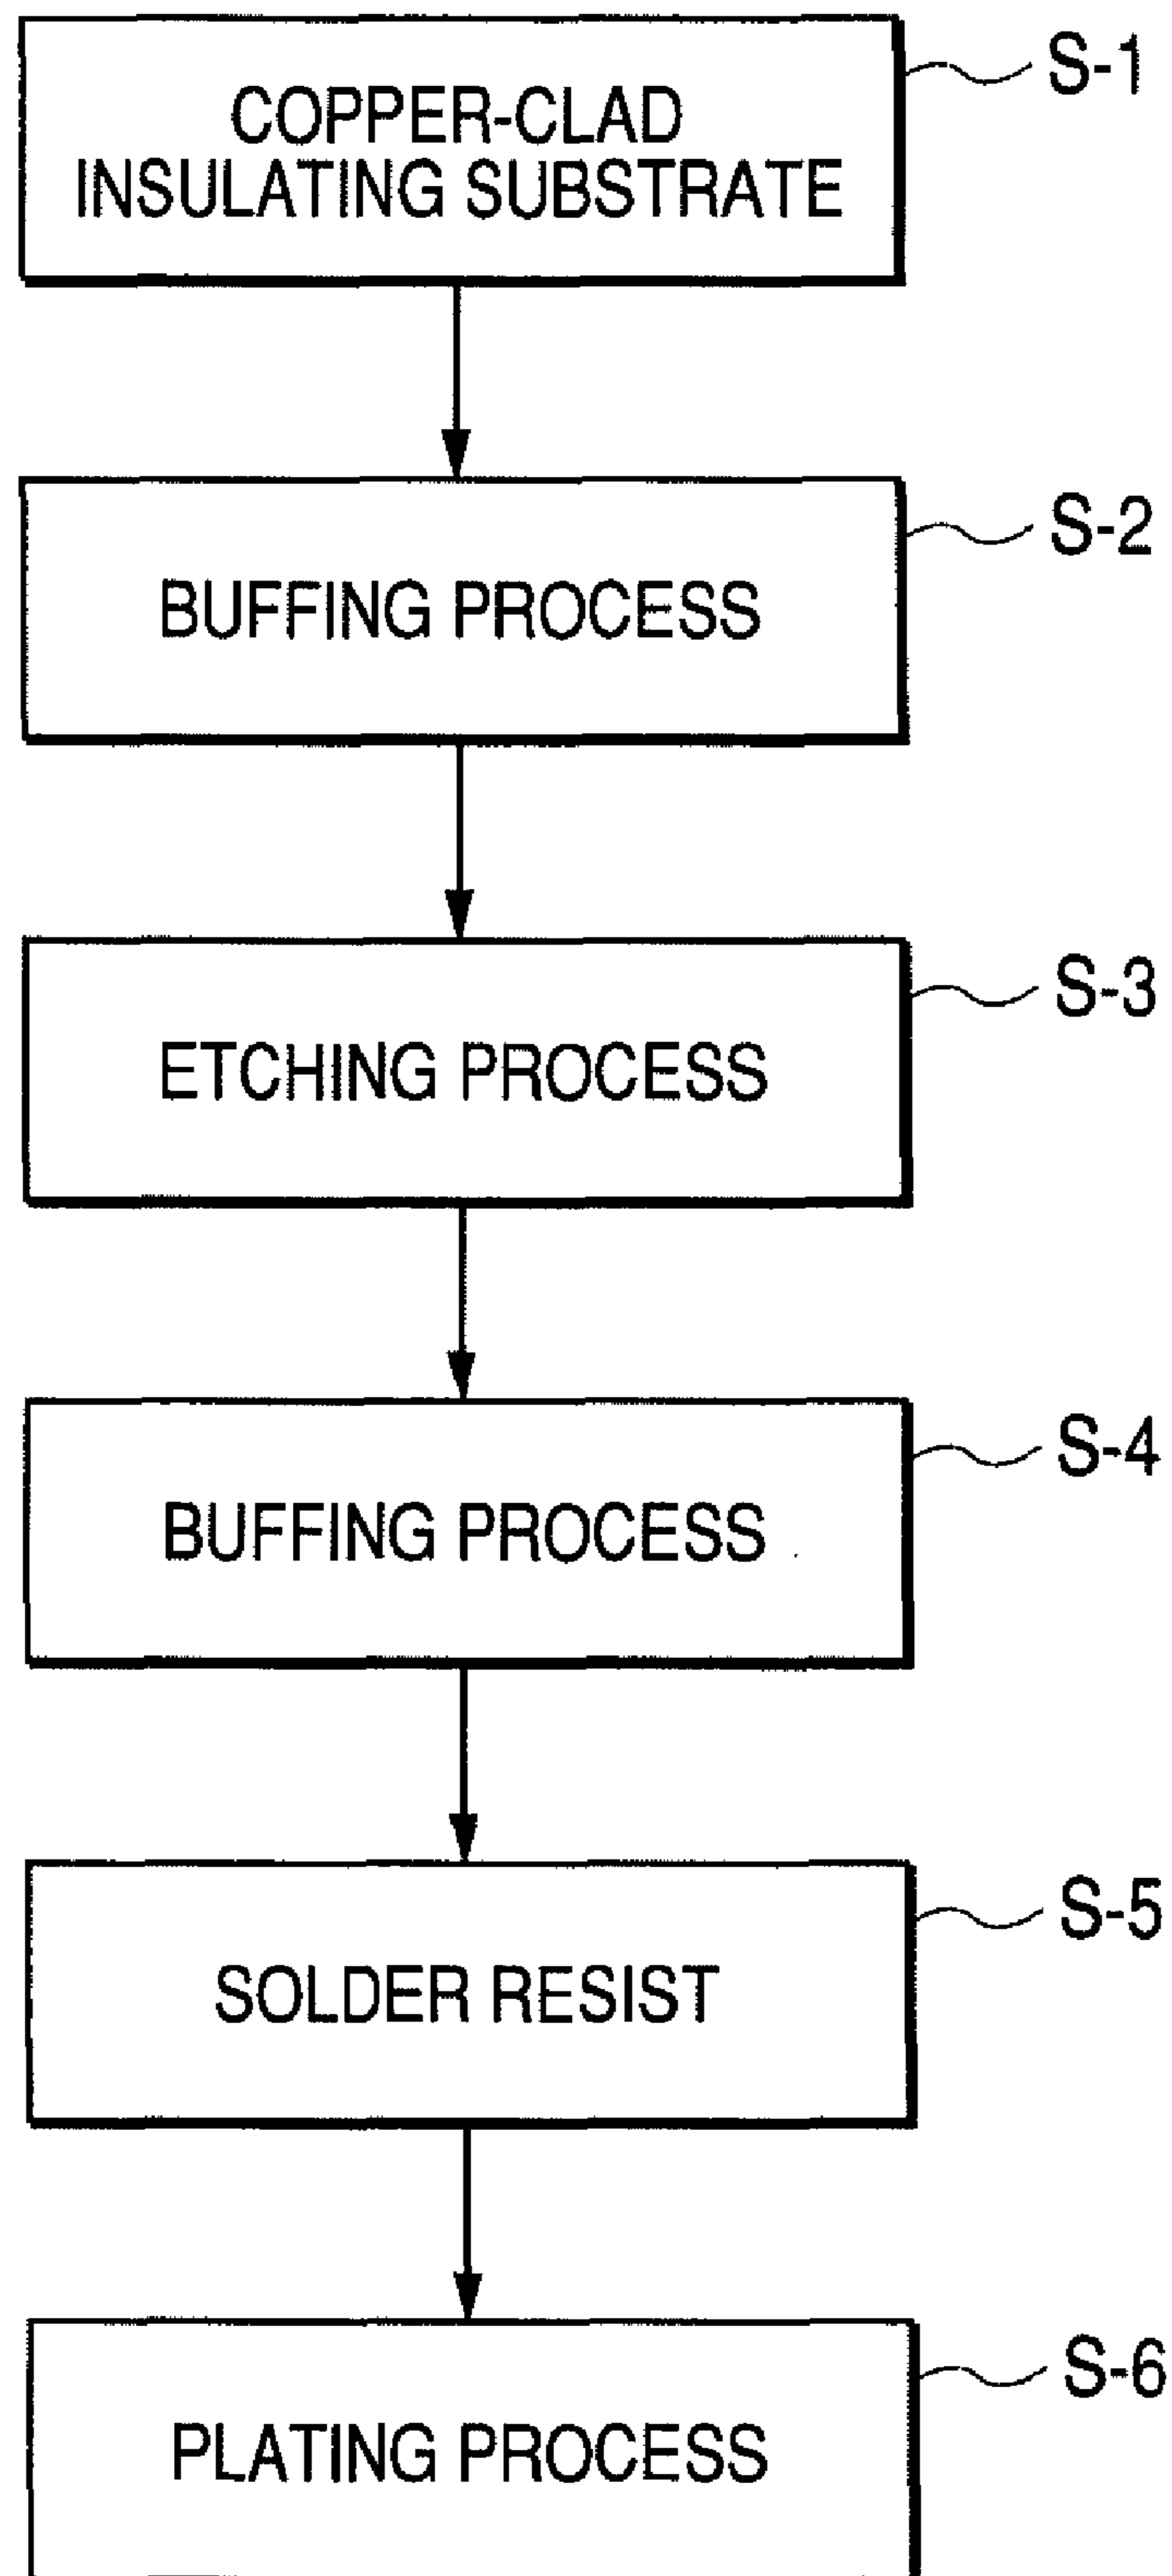 COPPER-CLAD
INSULATING SUBSTRATE
S-1
BUFFING PROCESS
S-2
ETCHING PROCESS
S-3
BUFFING PROCESS
S-4
SOLDER RESIST
S-5
PLATING PROCESS
S-6